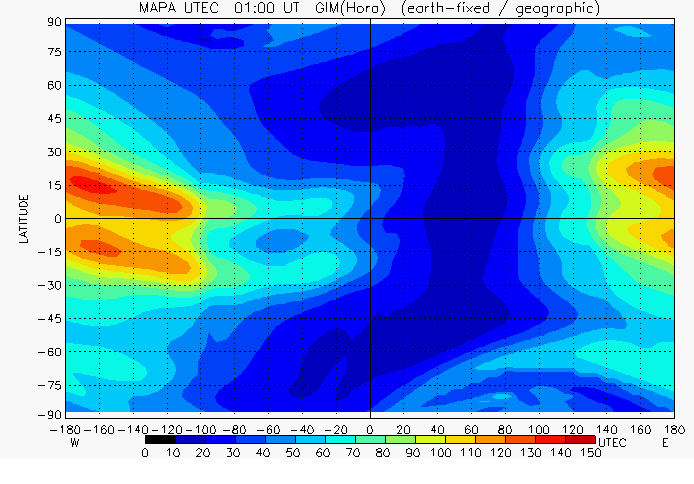 MAPA UTEC 01:00 UT GIM(Hora) (earth-fixed / geographic)
90
75
60
45
30
15
0
−15
−30
−45
−60
−75
−90
LATITUDE
−180 −160 −140 −120 −100 −80 −60 −40 −20 0 20 40 60 80 100 120 140 160 180
W E
UTEC
0 10 20 30 40 50 60 70 80 90 100 110 120 130 140 150